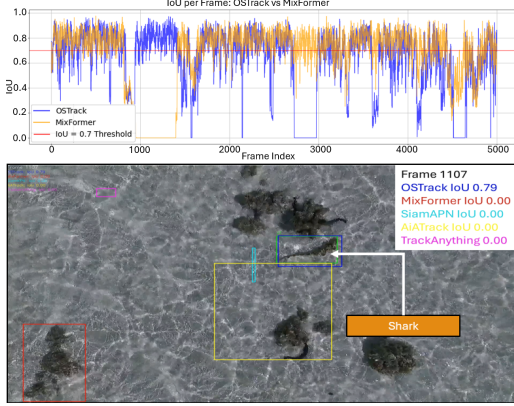 IoU per Frame: OSTrack vs MixFormer
1.0
0.8
0.6
0.4
0.2
0.0
IoU
OSTrack
MixFormer
IoU = 0.7 Threshold
0
1000
2000
3000
4000
5000
Frame Index
Frame 1107
OSTrack IoU 0.79
MixFormer IoU 0.00
SiamAPN IoU 0.00
AiATrack IoU 0.00
TrackAnything 0.00
Shark